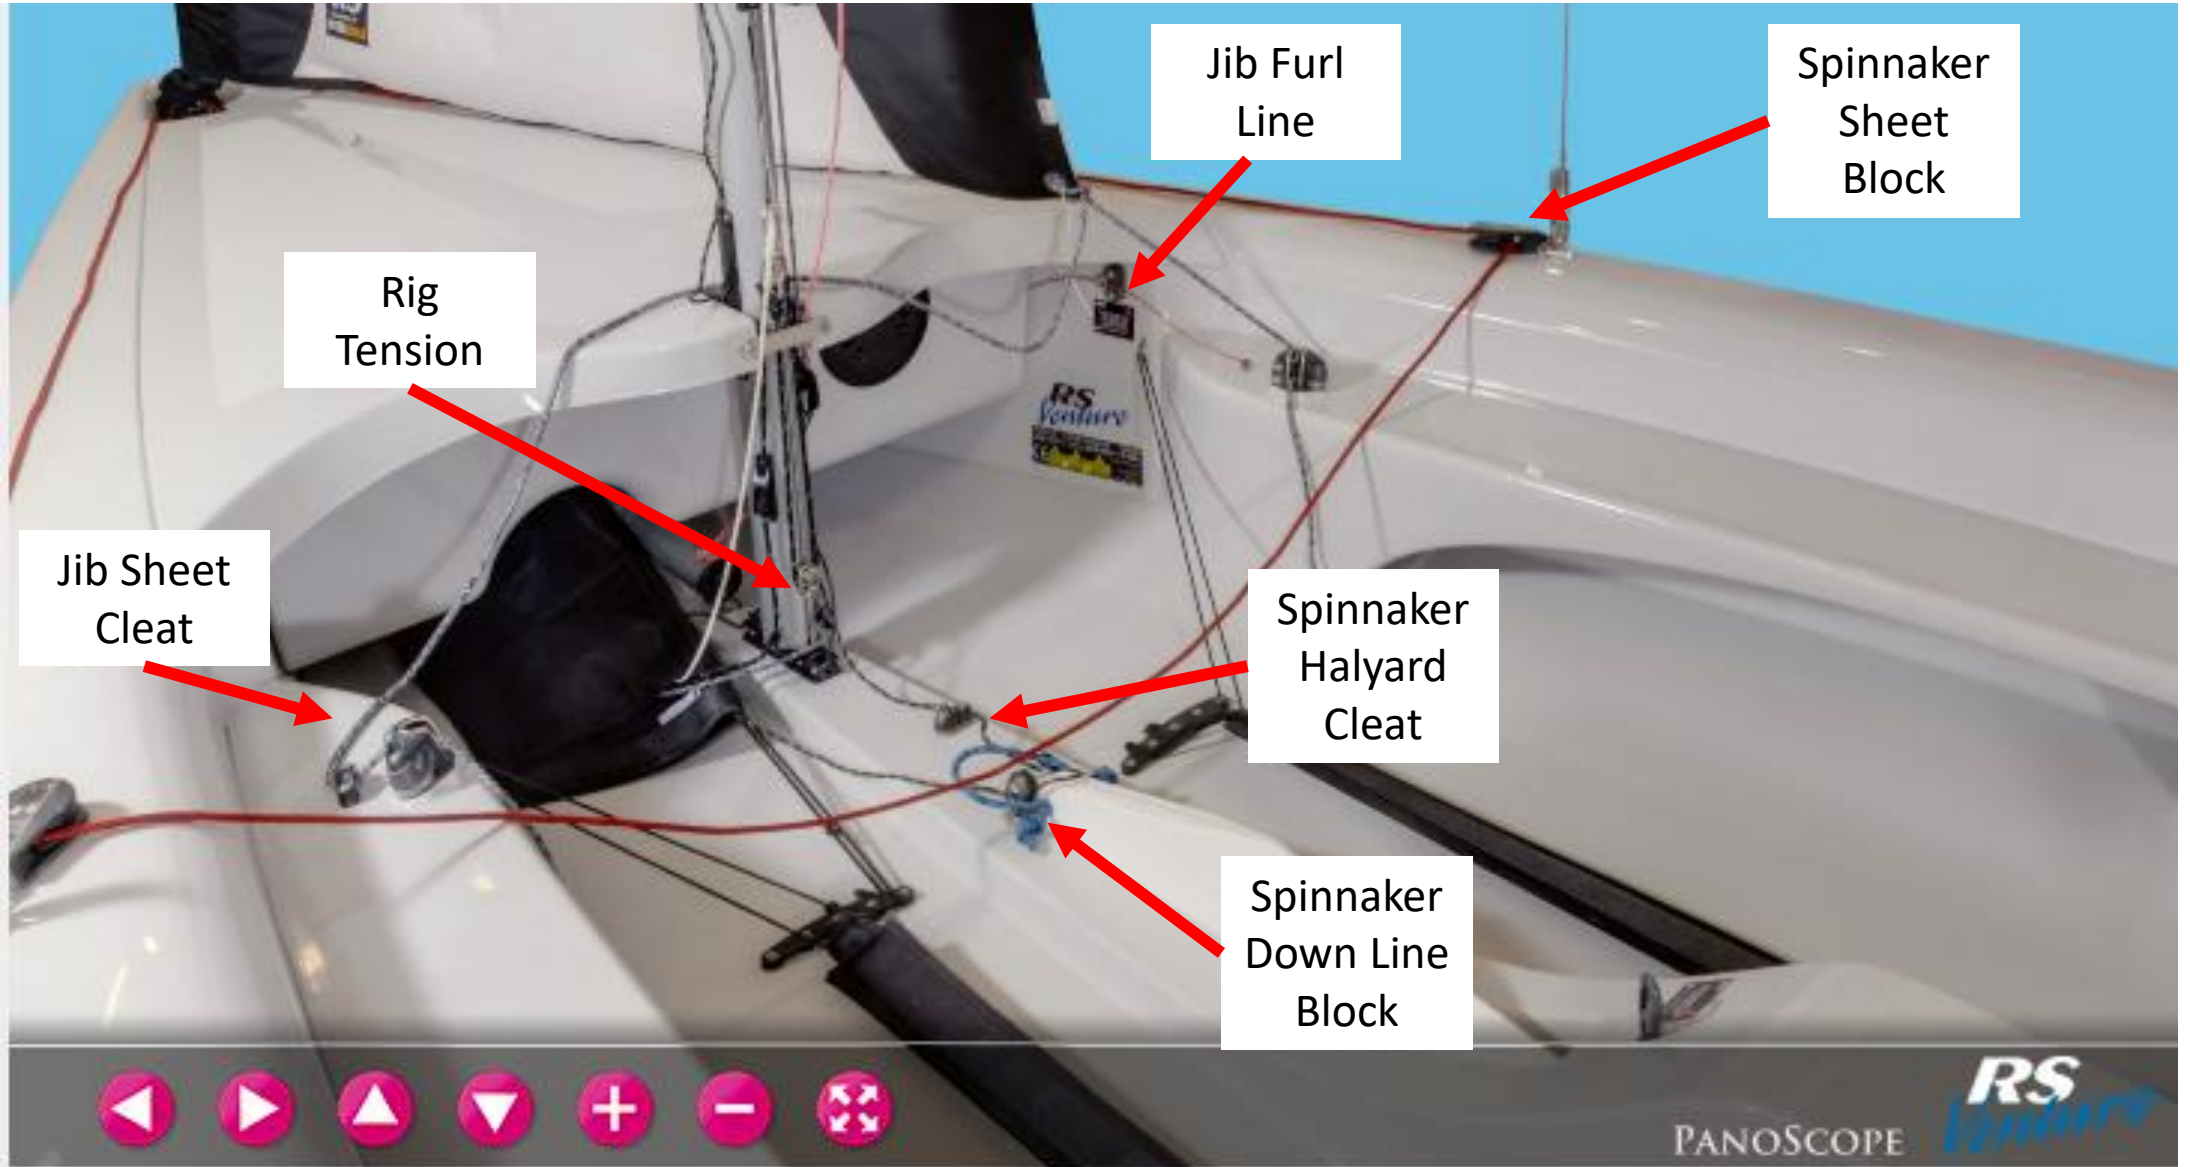 Jib Furl
Line
Spinnaker
Sheet
Block
Rig
Tension
RS
Venture
Jib Sheet
Cleat
Spinnaker
Halyard
Cleat
Spinnaker
Down Line
Block
RS
Venture
PANOSCOPE